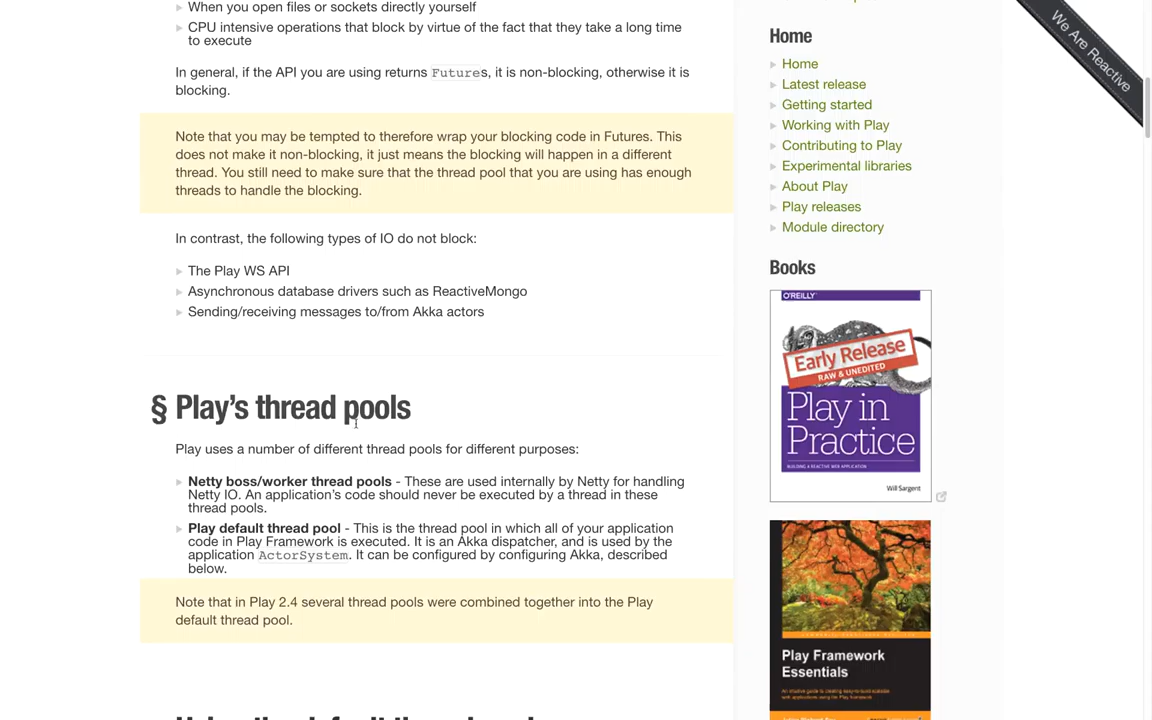 When you open files or sockets directly yourself
CPU intensive operations that block by virtue of the fact that they take a long time
to execute
In general, if the API you are using returns Futures, it is non-blocking, otherwise it is
blocking.
Note that you may be tempted to therefore wrap your blocking code in Futures. This
does not make it non-blocking, it just means the blocking will happen in a different
thread. You still need to make sure that the thread pool that you are using has enough
threads to handle the blocking.
In contrast, the following types of IO do not block:
The Play WS API
Asynchronous database drivers such as ReactiveMongo
Sending/receiving messages to/from Akka actors
§ Play’s thread pools
Play uses a number of different thread pools for different purposes:
Netty boss/worker thread pools - These are used internally by Netty for handling
Netty IO. An application’s code should never be executed by a thread in these
thread pools.
Play default thread pool - This is the thread pool in which all of your application
code in Play Framework is executed. It is an Akka dispatcher, and is used by the
application ActorSystem. It can be configured by configuring Akka, described
below.
Note that in Play 2.4 several thread pools were combined together into the Play
default thread pool.
Home
Home
Latest release
Getting started
Working with Play
Contributing to Play
Experimental libraries
About Play
Play releases
Module directory
Books
O'REILLY
Early Release
RAW & UNEDITED
Play in
Practice
BUILDING A REACTIVE WEB APPLICATION
Will Sargent
Play Framework
Essentials
We Are Reactive